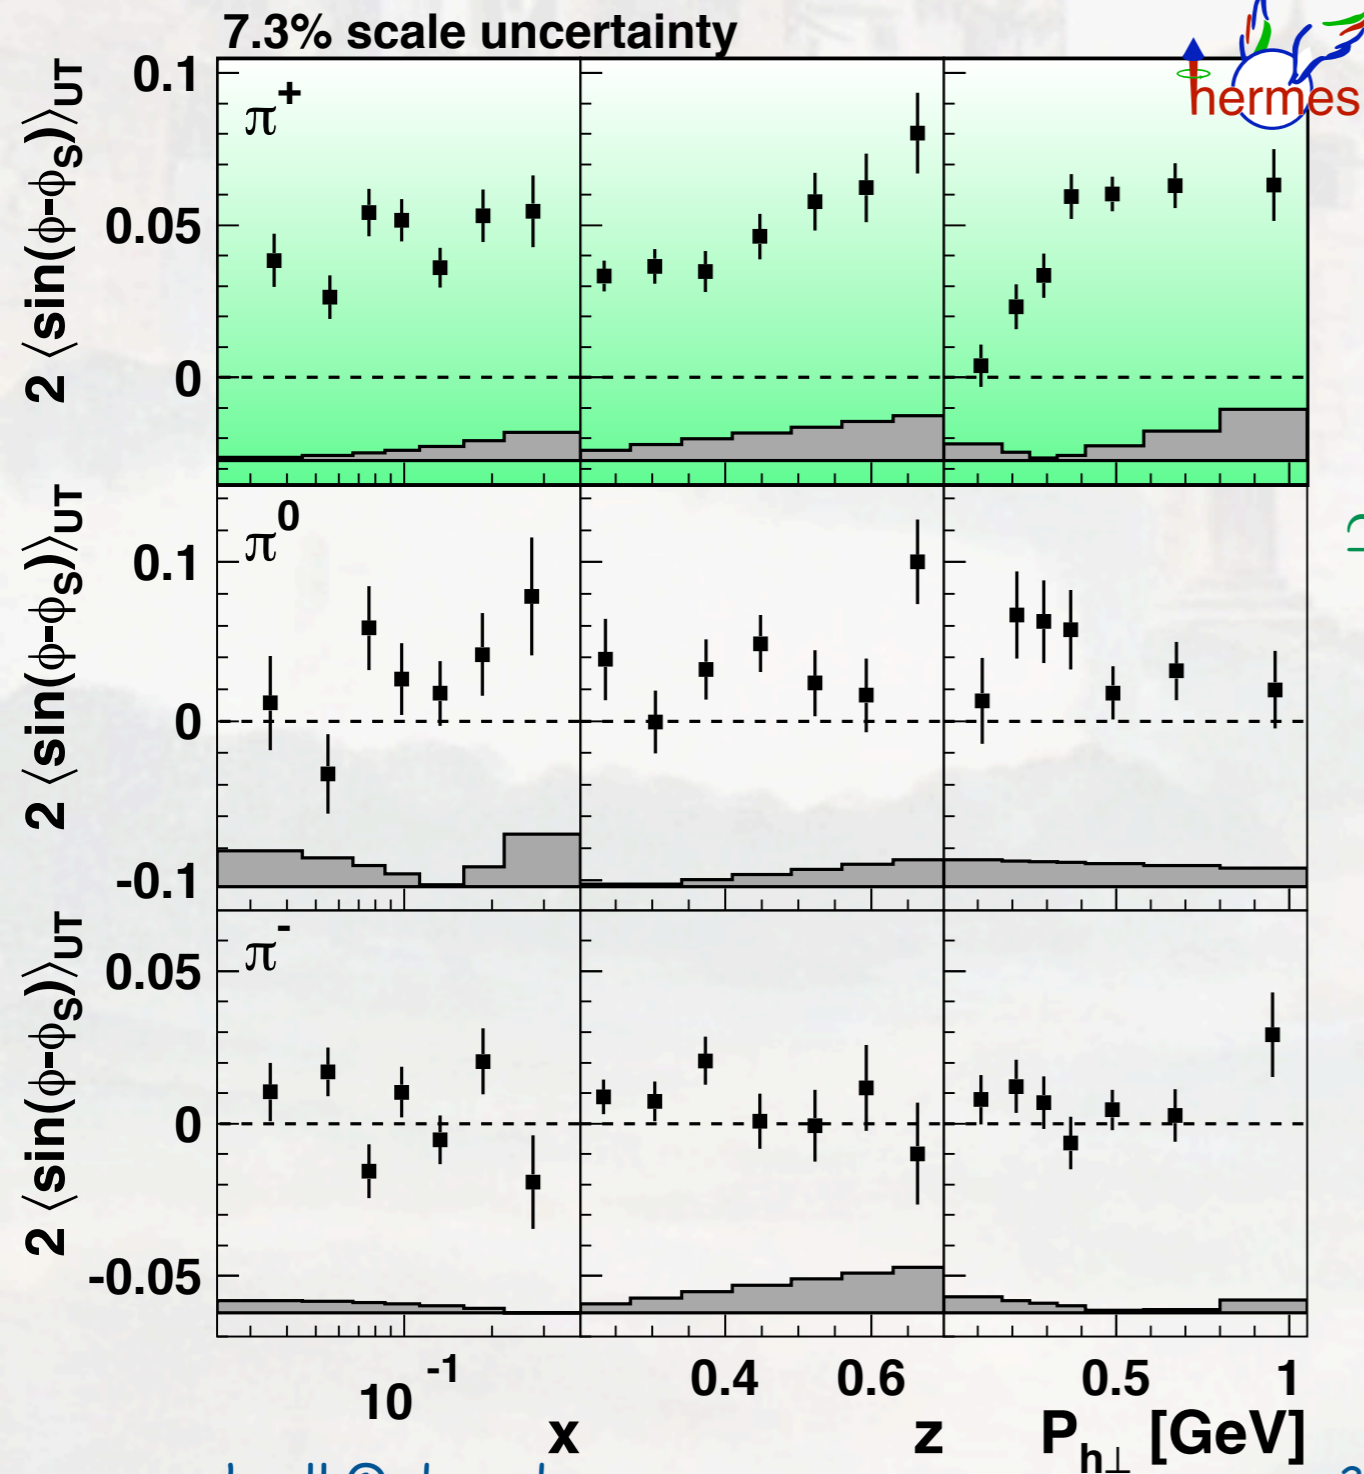 7.3% scale uncertainty
hermes
2 ⟨sin(ϕ-ϕS)⟩UT
π+
0.1
0.05
0
2 ⟨sin(ϕ-ϕS)⟩UT
π0
0.1
0
-0.1
2 ⟨sin(ϕ-ϕS)⟩UT
π-
0.05
0
-0.05
10-1
0.4
0.6
0.5
1
x
z
Ph⊥ [GeV]